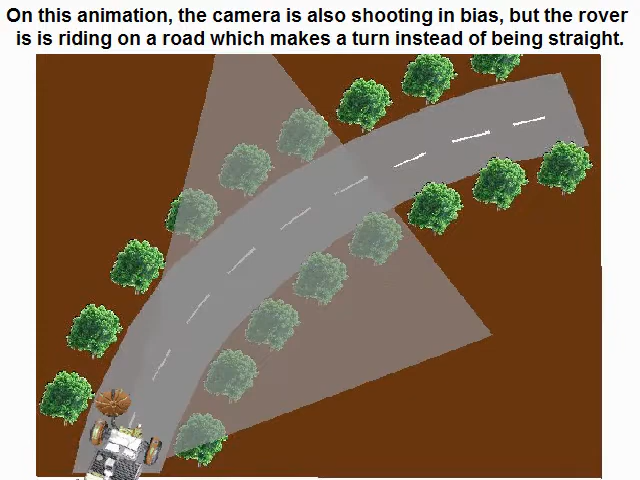 On this animation, the camera is also shooting in bias, but the rover
is is riding on a road which makes a turn instead of being straight.